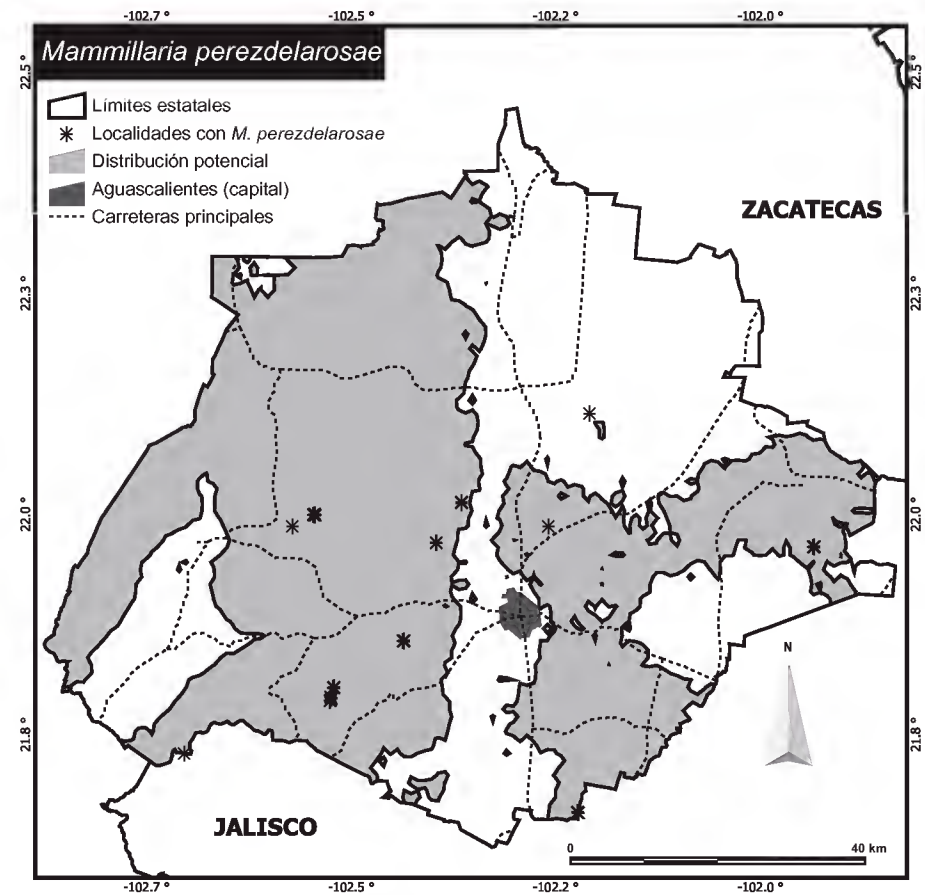 -102.7 ° -102.5 ° -102.2 ° -102.0 °
Mammillaria perezdelarosae
22.5 ° 22.5 °
Límites estatales
Localidades con M. perezdelarosae
Distribución potencial
Aguascalientes (capital)
Carreteras principales
ZACATECAS
22.3 ° 22.3 °
22.0 ° 22.0 °
N
21.8 ° 21.8 °
JALISCO
0 40 km
-102.7 ° -102.5 ° -102.2 ° -102.0 °